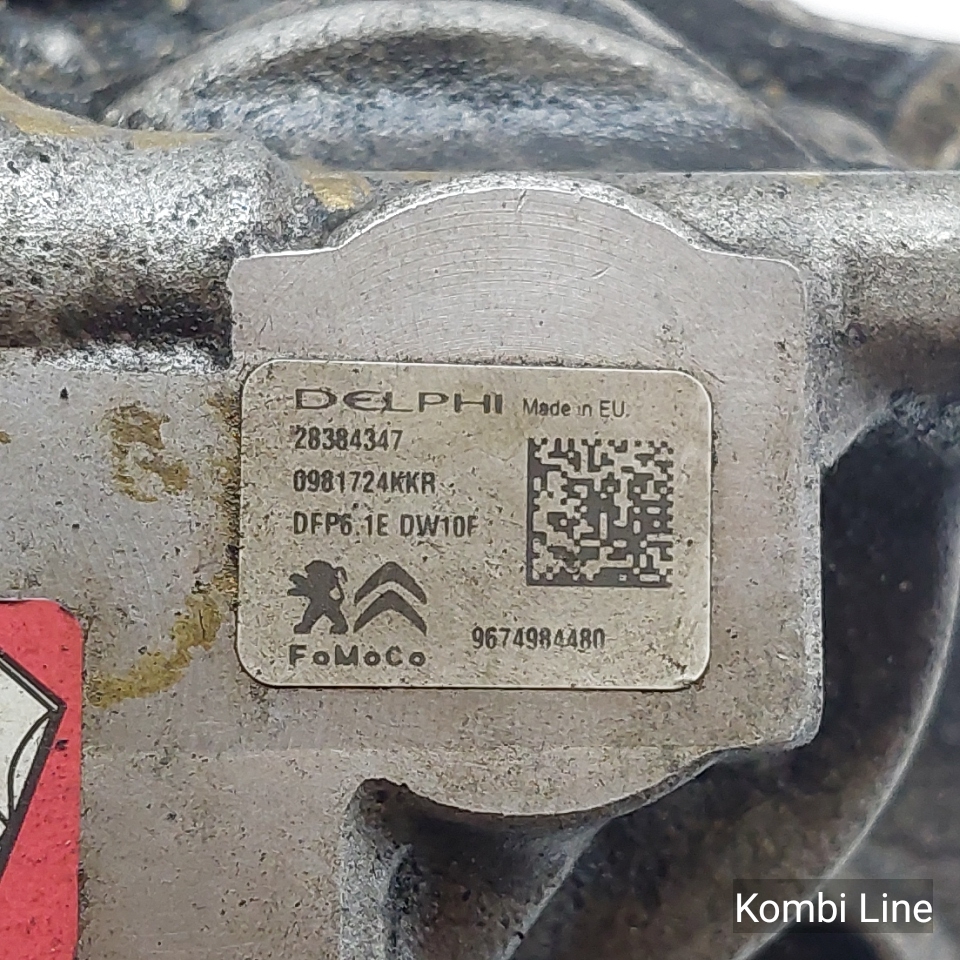 DELPHI Made in EU.
28384347
0981724KKR
DFP6.1E DW10F
FoMoCo
9674984480
Kombi Line